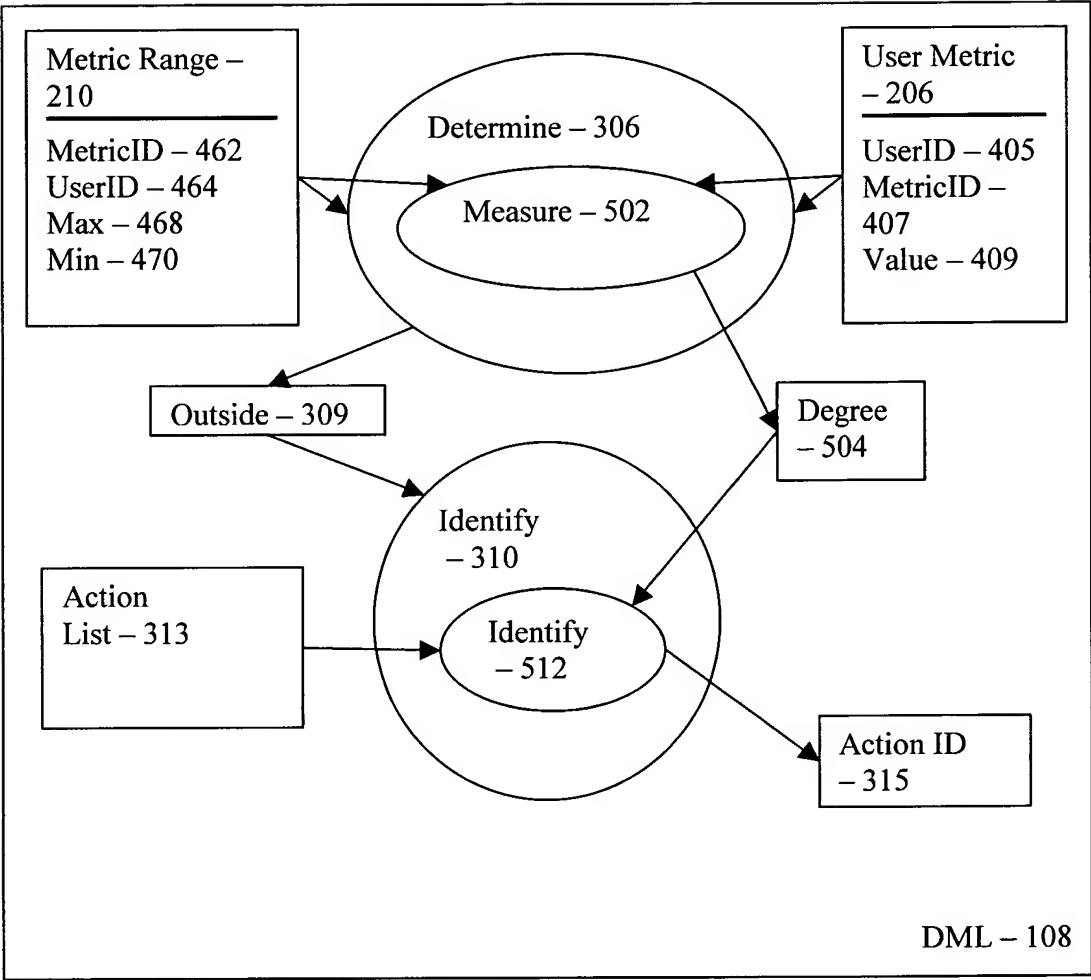 Metric Range –
210
MetricID – 462
UserID – 464
Max – 468
Min – 470
Determine – 306
Measure – 502
User Metric
– 206
UserID – 405
MetricID –
407
Value – 409
Outside – 309
Degree
– 504
Identify
– 310
Action
List – 313
Identify
– 512
Action ID
– 315
DML – 108